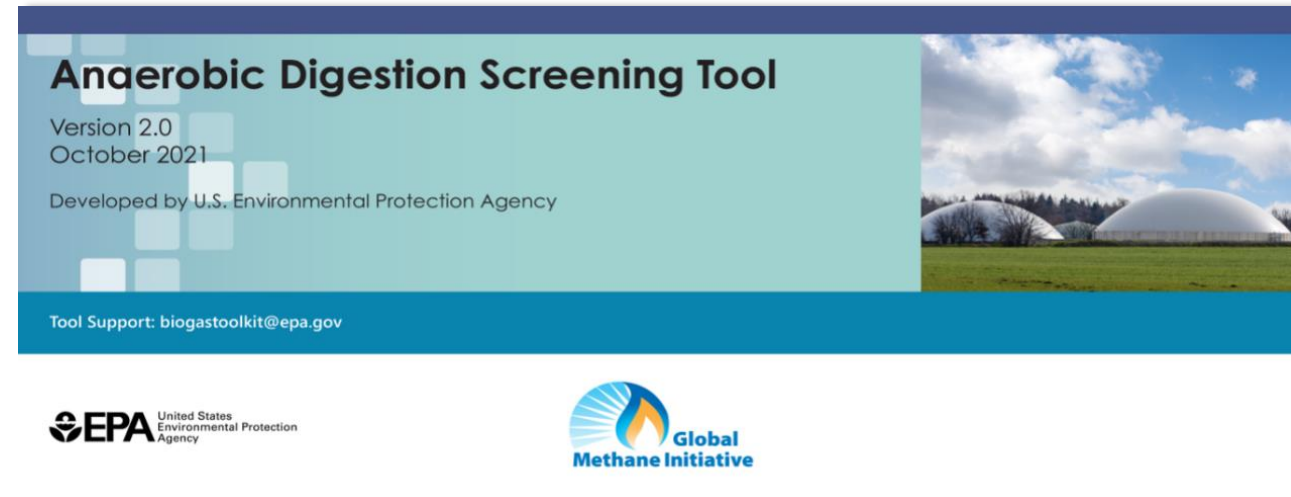 Anaerobic Digestion Screening Tool
Version 2.0
October 2021
Developed by U.S. Environmental Protection Agency
Tool Support: biogastoolkit@epa.gov
EPA
United States
Environmental Protection
Agency
Global
Methane Initiative